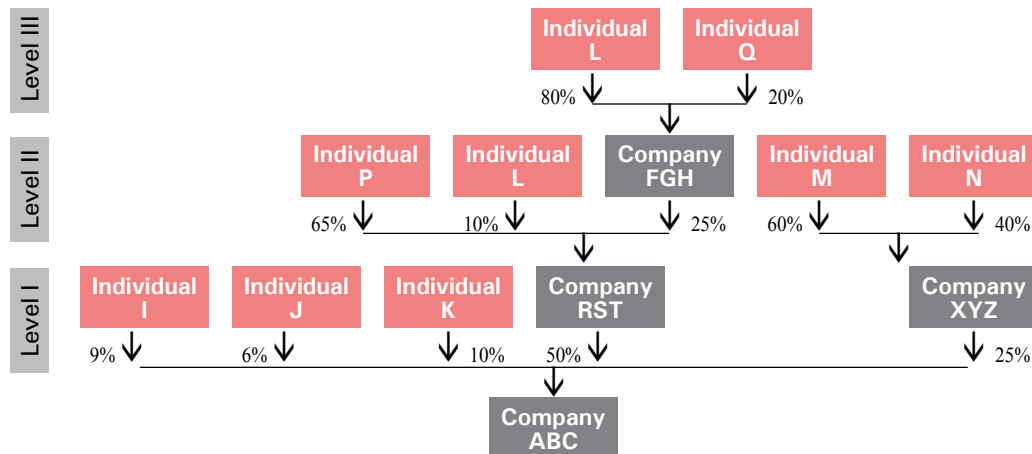 Level III
Individual
L
Individual
Q
80%
20%
Level II
Individual
P
Individual
L
Company
FGH
Individual
M
Individual
N
65%
10%
25%
60%
40%
Level I
Individual
I
Individual
J
Individual
K
Company
RST
Company
XYZ
9%
6%
10%
50%
25%
Company
ABC